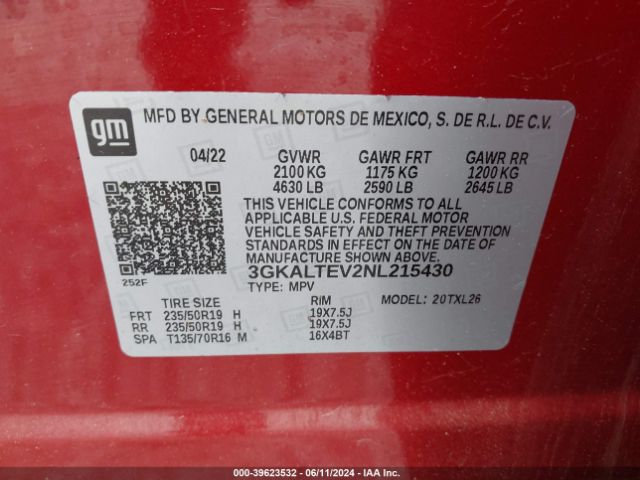 gm
MFD BY GENERAL MOTORS DE MEXICO, S. DE R.L. DE C.V.
04/22 GVWR GAWR FRT GAWR RR
2100 KG 1175 KG 1200 KG
4630 LB 2590 LB 2645 LB
THIS VEHICLE CONFORMS TO ALL
APPLICABLE U.S. FEDERAL MOTOR
VEHICLE SAFETY AND THEFT PREVENTION
STANDARDS IN EFFECT ON THE DATE OF
MANUFACTURE SHOWN ABOVE.
3GKALTEV2NL215430
252F
TYPE: MPV
TIRE SIZE RIM MODEL: 20TXL26
FRT 235/50R19 H 19X7.5J
RR 235/50R19 H 19X7.5J
SPA T135/70R16 M 16X4BT
000-39623532 - 06/11/2024 - IAAI.COM